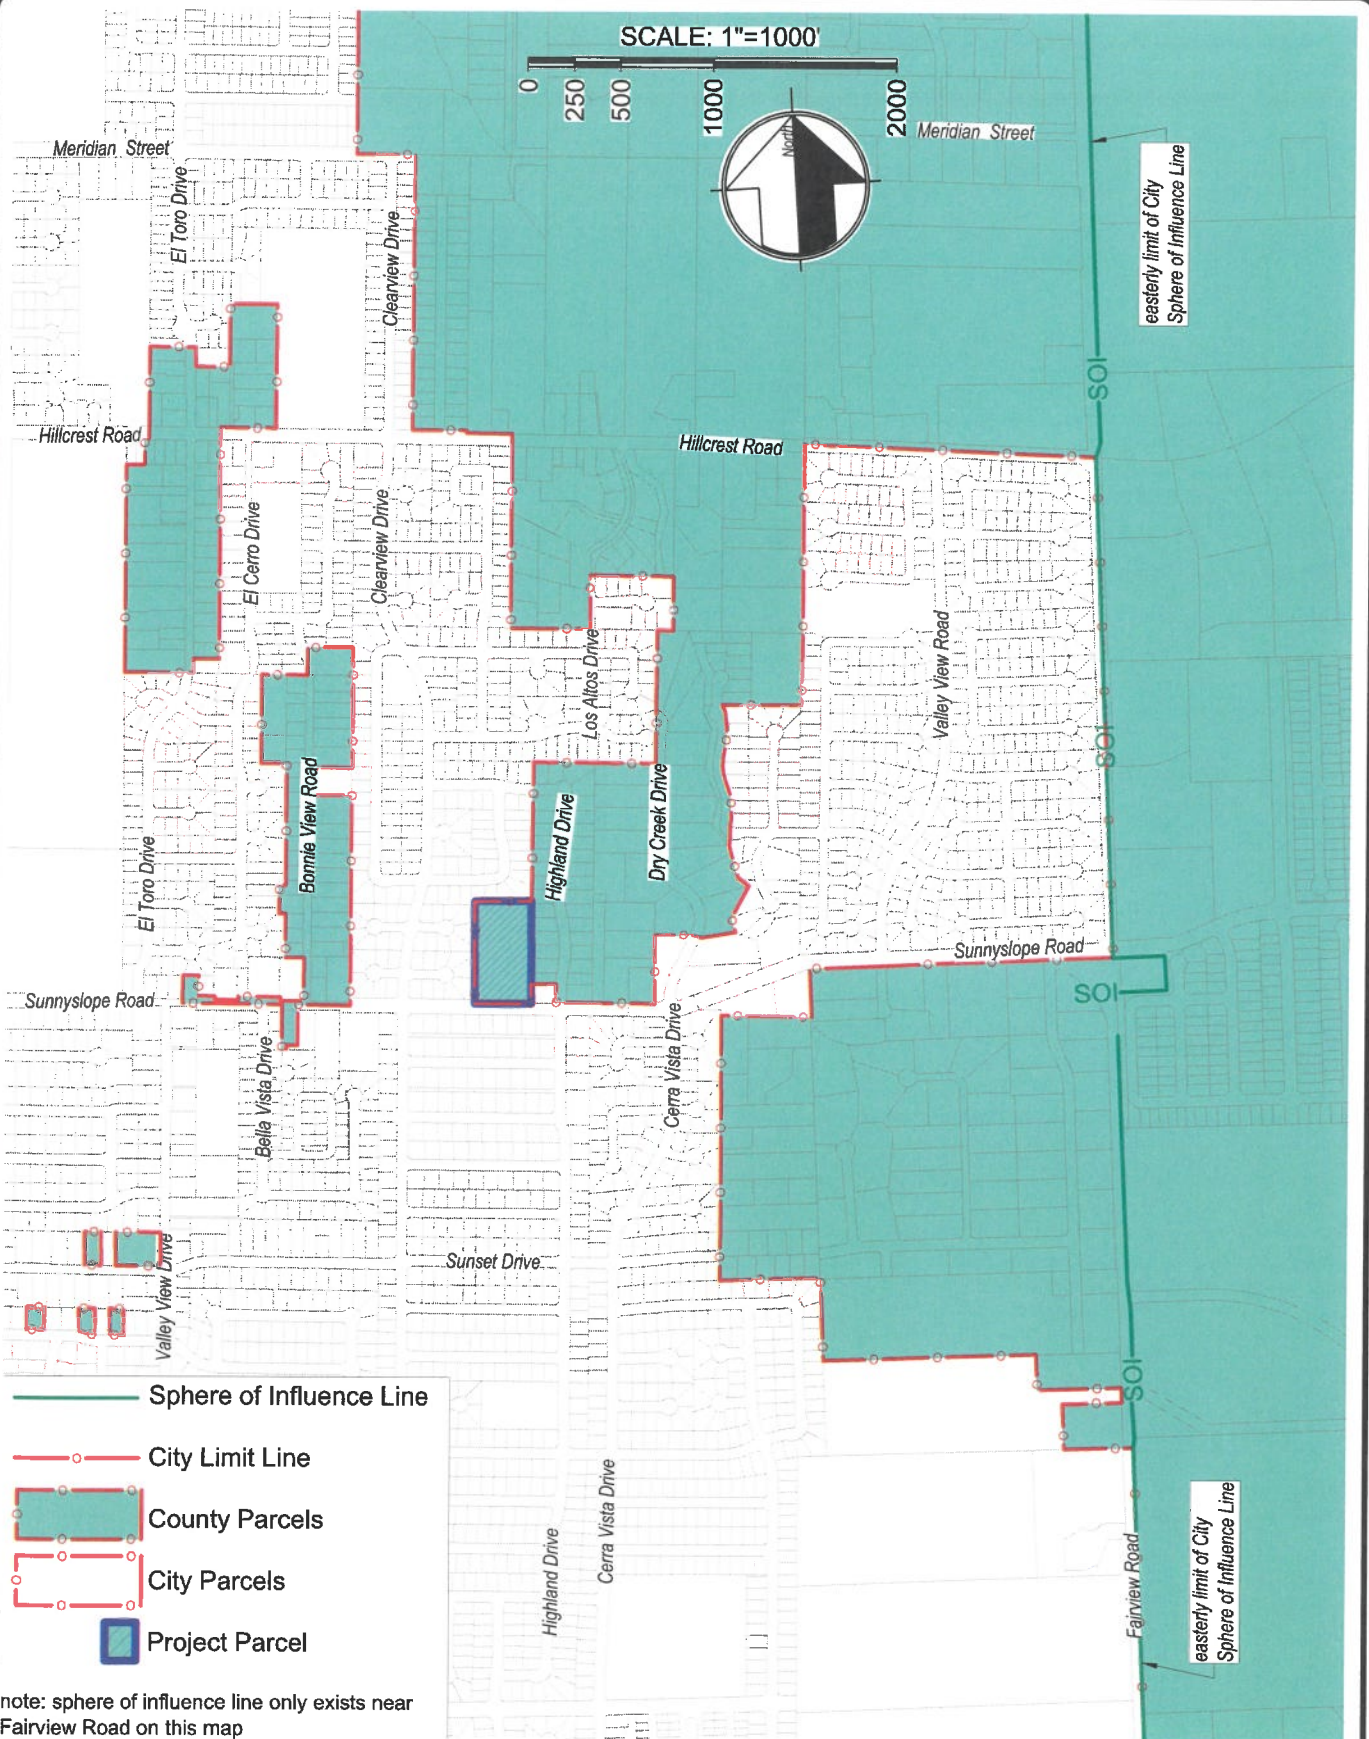 SCALE: 1"=1000'
0
250
500
1000
2000
North
Meridian Street
Meridian Street
easterly limit of City
Sphere of Influence Line
El Toro Drive
Clearview Drive
SOI
Hillcrest Road
Hillcrest Road
El Cerro Drive
Clearview Drive
Los Altos Drive
Valley View Road
SOI
Bonnie View Road
Highland Drive
Dry Creek Drive
El Toro Drive
Sunnyslope Road
Sunnyslope Road
SOI
Bella Vista Drive
Cerra Vista Drive
Valley View Drive
Sunset Drive
SOI
Sphere of Influence Line
City Limit Line
County Parcels
City Parcels
Project Parcel
Highland Drive
Cerra Vista Drive
Fairview Road
easterly limit of City
Sphere of Influence Line
note: sphere of influence line only exists near
Fairview Road on this map